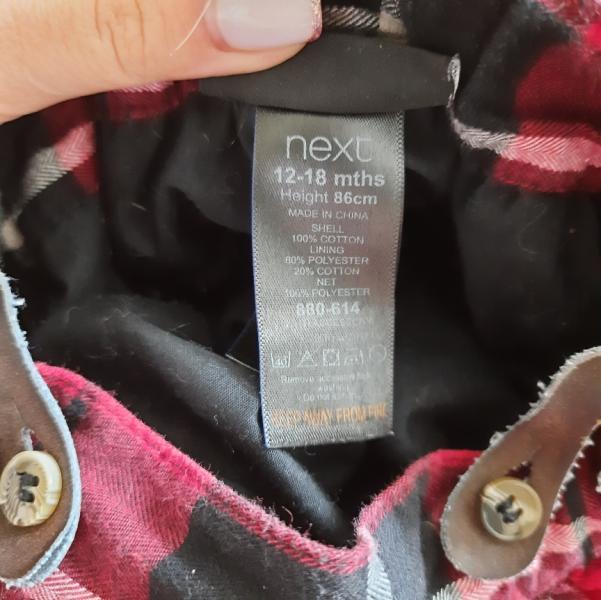 next
12-18 mths
Height 86cm
MADE IN CHINA
SHELL
100% COTTON
LINING
80% POLYESTER
20% COTTON
NET
100% POLYESTER
880-614
40
KEEP AWAY FROM FIRE